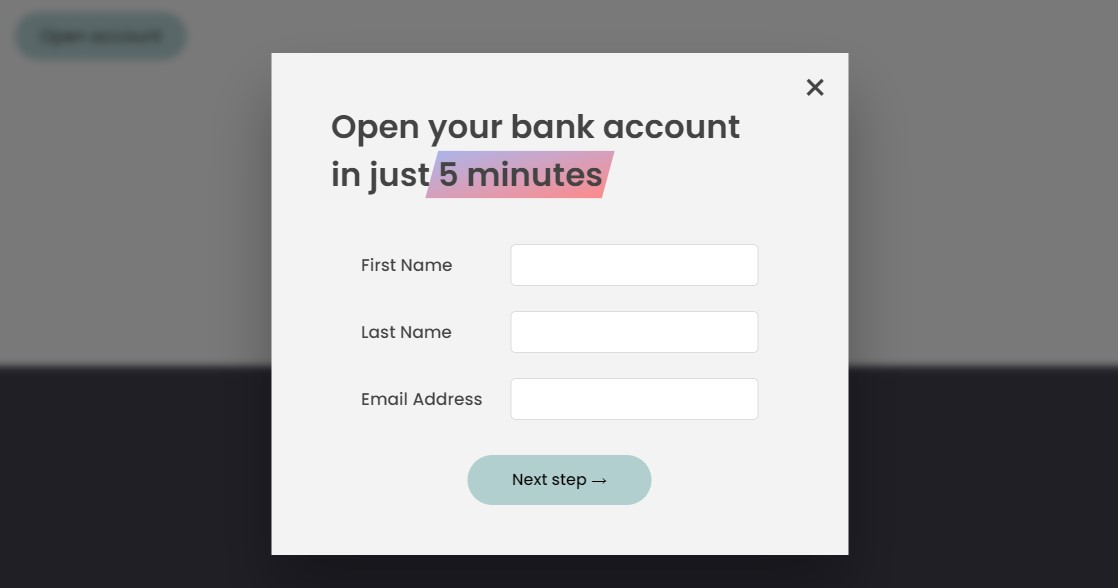 Open account
×
Open your bank account
in just 5 minutes
First Name
Last Name
Email Address
Next step →